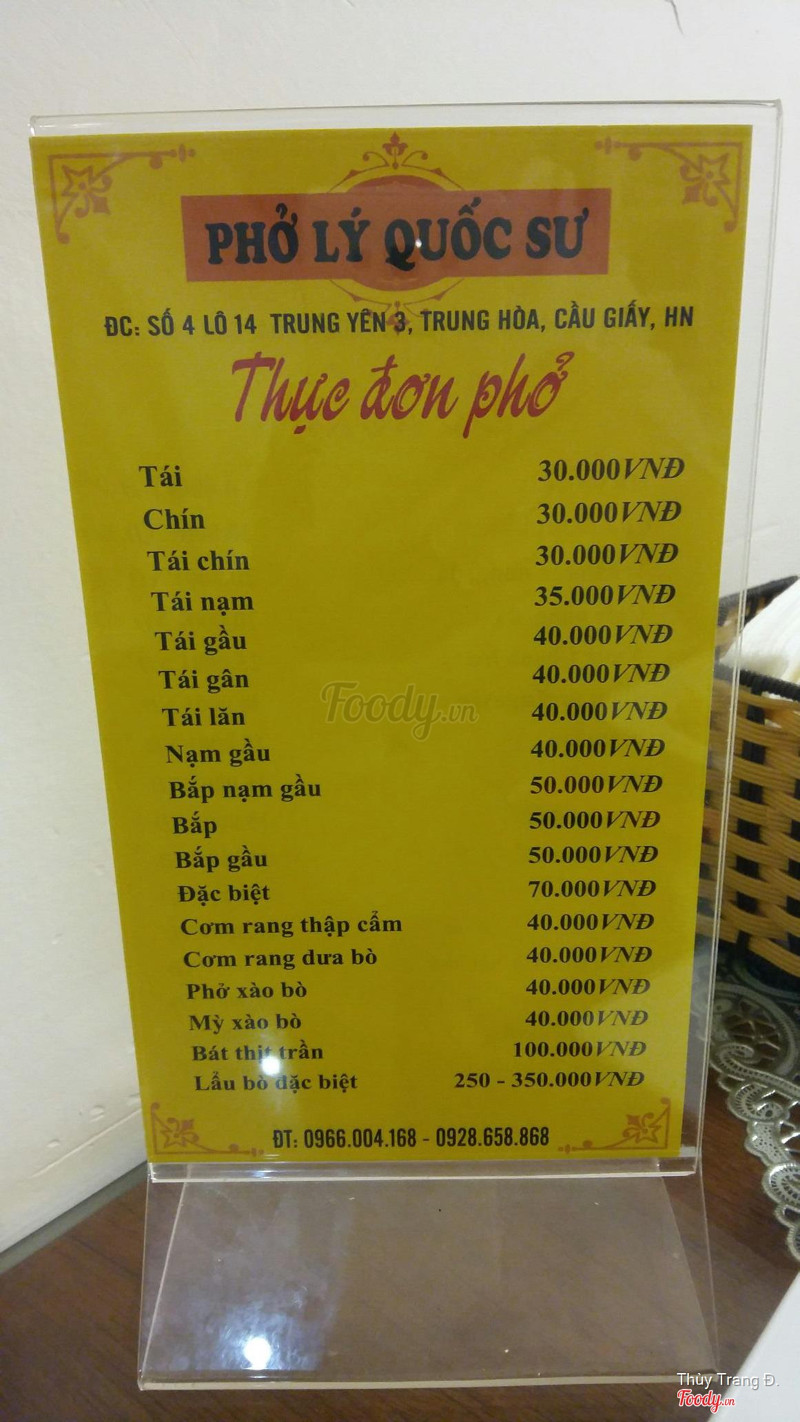 PHỞ LÝ QUỐC SƯ
ĐC: SỐ 4 LÔ 14 TRUNG YÊN 3, TRUNG HÒA, CẦU GIẤY, HN
Thực đơn phở
Tái 30.000VNĐ
Chín 30.000VNĐ
Tái chín 30.000VNĐ
Tái nạm 35.000VNĐ
Tái gầu 40.000VNĐ
Tái gân 40.000VNĐ
Tái lăn 40.000VNĐ
Nạm gầu 40.000VNĐ
Bắp nạm gầu 50.000VNĐ
Bắp 50.000VNĐ
Bắp gầu 50.000VNĐ
Đặc biệt 70.000VNĐ
Cơm rang thập cẩm 40.000VNĐ
Cơm rang dưa bò 40.000VNĐ
Phở xào bò 40.000VNĐ
Mỳ xào bò 40.000VNĐ
Bát thịt trần 100.000VNĐ
Lẩu bò đặc biệt 250 - 350.000VNĐ
ĐT: 0966.004.168 - 0928.658.868
Foody.vn
Thùy Trang Đ.
Foody.vn